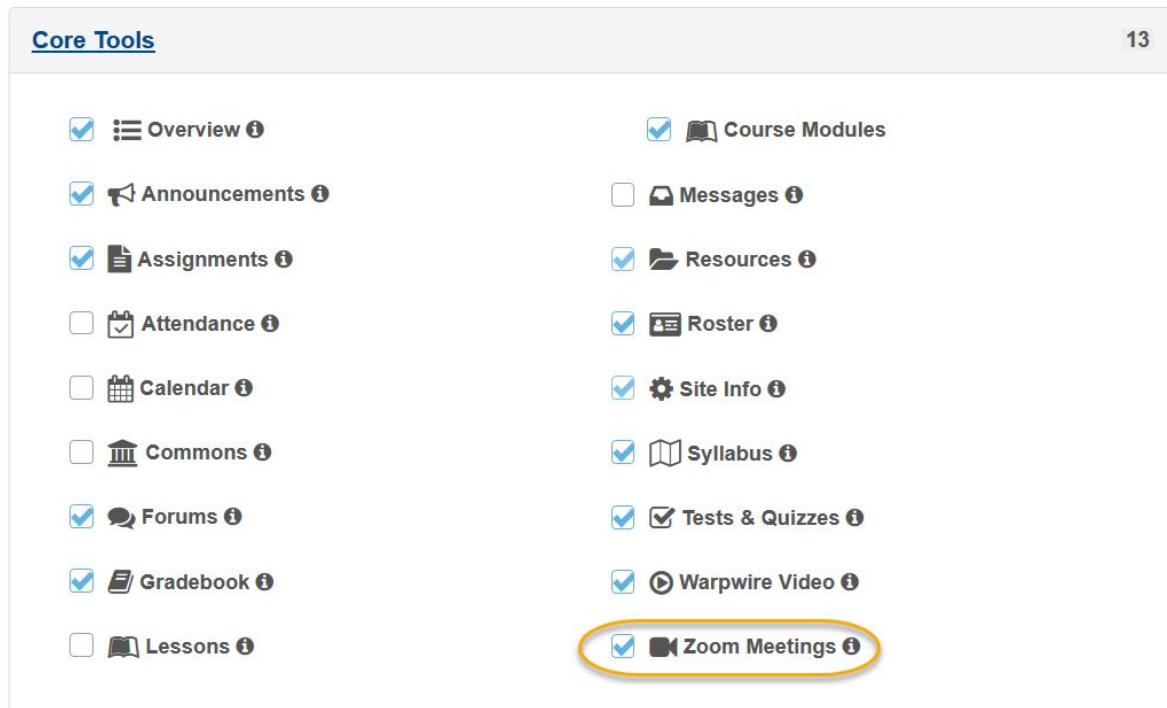 Core Tools 13
Overview
Course Modules
Announcements
Messages
Assignments
Resources
Attendance
Roster
Calendar
Site Info
Commons
Syllabus
Forums
Tests & Quizzes
Gradebook
Warpwire Video
Lessons
Zoom Meetings